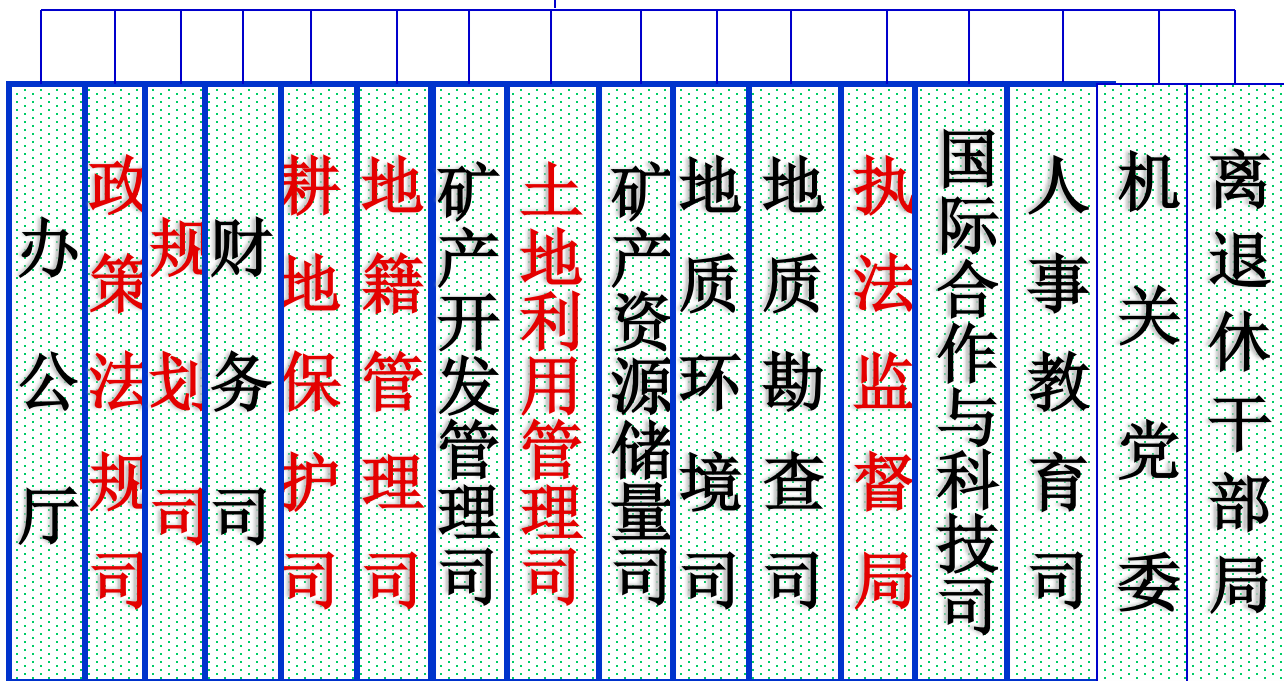 办公厅
政策法规司
规划司
财务司
耕地保护司
地籍管理司
矿产开发管理司
土地利用管理司
矿产资源储量司
地质环境司
地质勘查司
执法监督局
国际合作与科技司
人事教育司
机关党委
离退休干部局